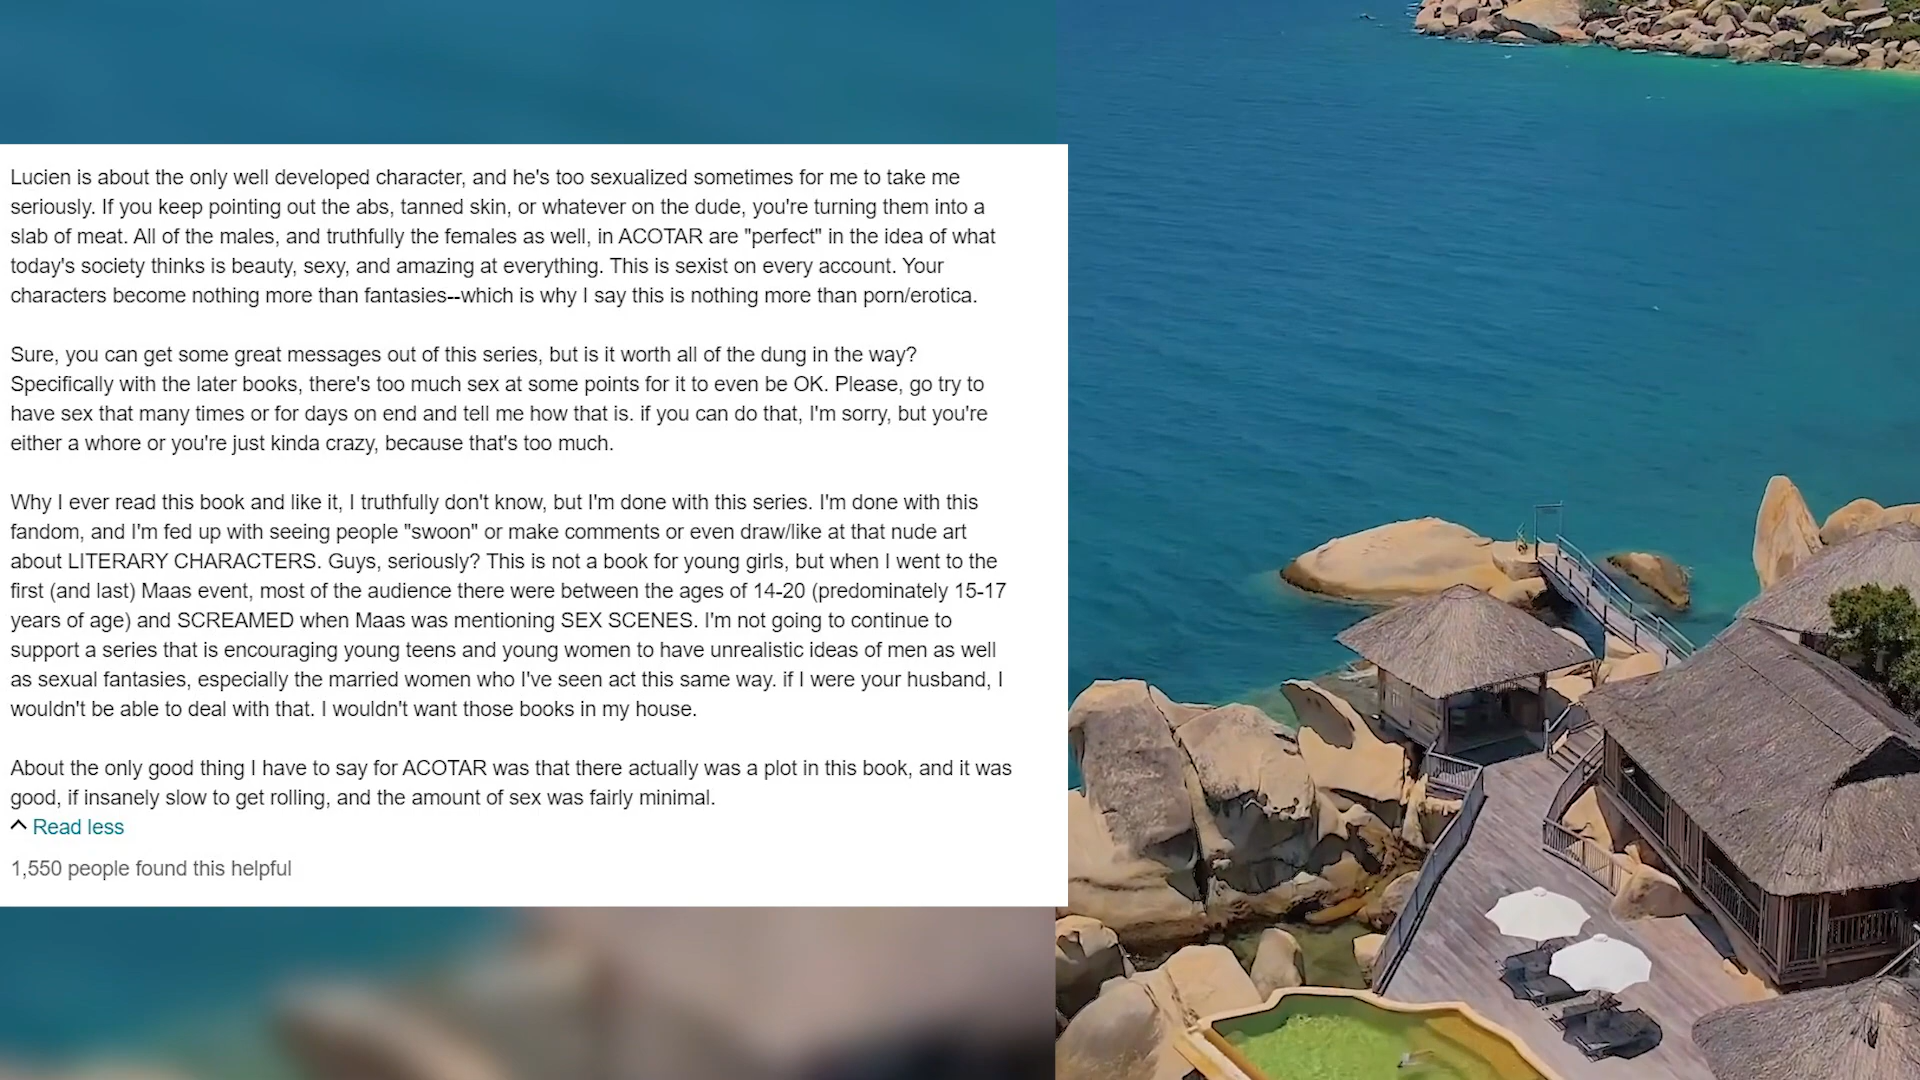 Lucien is about the only well developed character, and he's too sexualized sometimes for me to take me
seriously. If you keep pointing out the abs, tanned skin, or whatever on the dude, you're turning them into a
slab of meat. All of the males, and truthfully the females as well, in ACOTAR are "perfect" in the idea of what
today's society thinks is beauty, sexy, and amazing at everything. This is sexist on every account. Your
characters become nothing more than fantasies--which is why I say this is nothing more than porn/erotica.
Sure, you can get some great messages out of this series, but is it worth all of the dung in the way?
Specifically with the later books, there's too much sex at some points for it to even be OK. Please, go try to
have sex that many times or for days on end and tell me how that is. if you can do that, I'm sorry, but you're
either a whore or you're just kinda crazy, because that's too much.
Why I ever read this book and like it, I truthfully don't know, but I'm done with this series. I'm done with this
fandom, and I'm fed up with seeing people "swoon" or make comments or even draw/like at that nude art
about LITERARY CHARACTERS. Guys, seriously? This is not a book for young girls, but when I went to the
first (and last) Maas event, most of the audience there were between the ages of 14-20 (predominately 15-17
years of age) and SCREAMED when Maas was mentioning SEX SCENES. I'm not going to continue to
support a series that is encouraging young teens and young women to have unrealistic ideas of men as well
as sexual fantasies, especially the married women who I've seen act this same way. if I were your husband, I
wouldn't be able to deal with that. I wouldn't want those books in my house.
About the only good thing I have to say for ACOTAR was that there actually was a plot in this book, and it was
good, if insanely slow to get rolling, and the amount of sex was fairly minimal.
Read less
1,550 people found this helpful